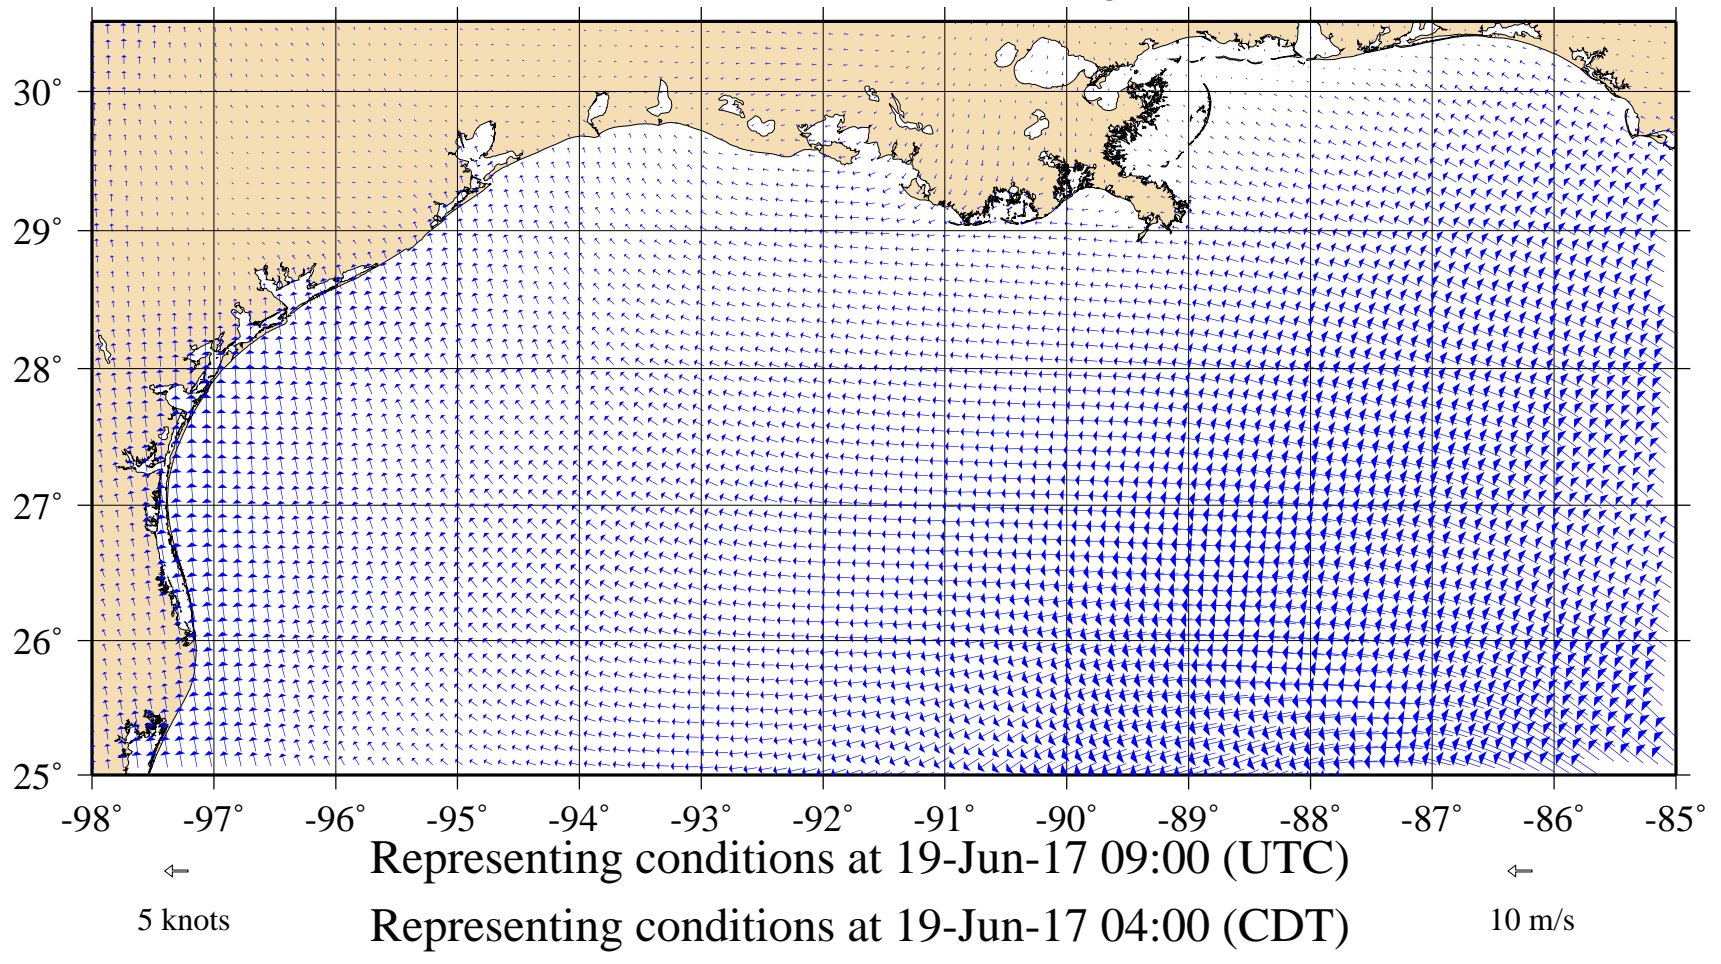 30°
29°
28°
27°
26°
25°
-98° -97° -96° -95° -94° -93° -92° -91° -90° -89° -88° -87° -86° -85°
Representing conditions at 19-Jun-17 09:00 (UTC)
5 knots
10 m/s
Representing conditions at 19-Jun-17 04:00 (CDT)